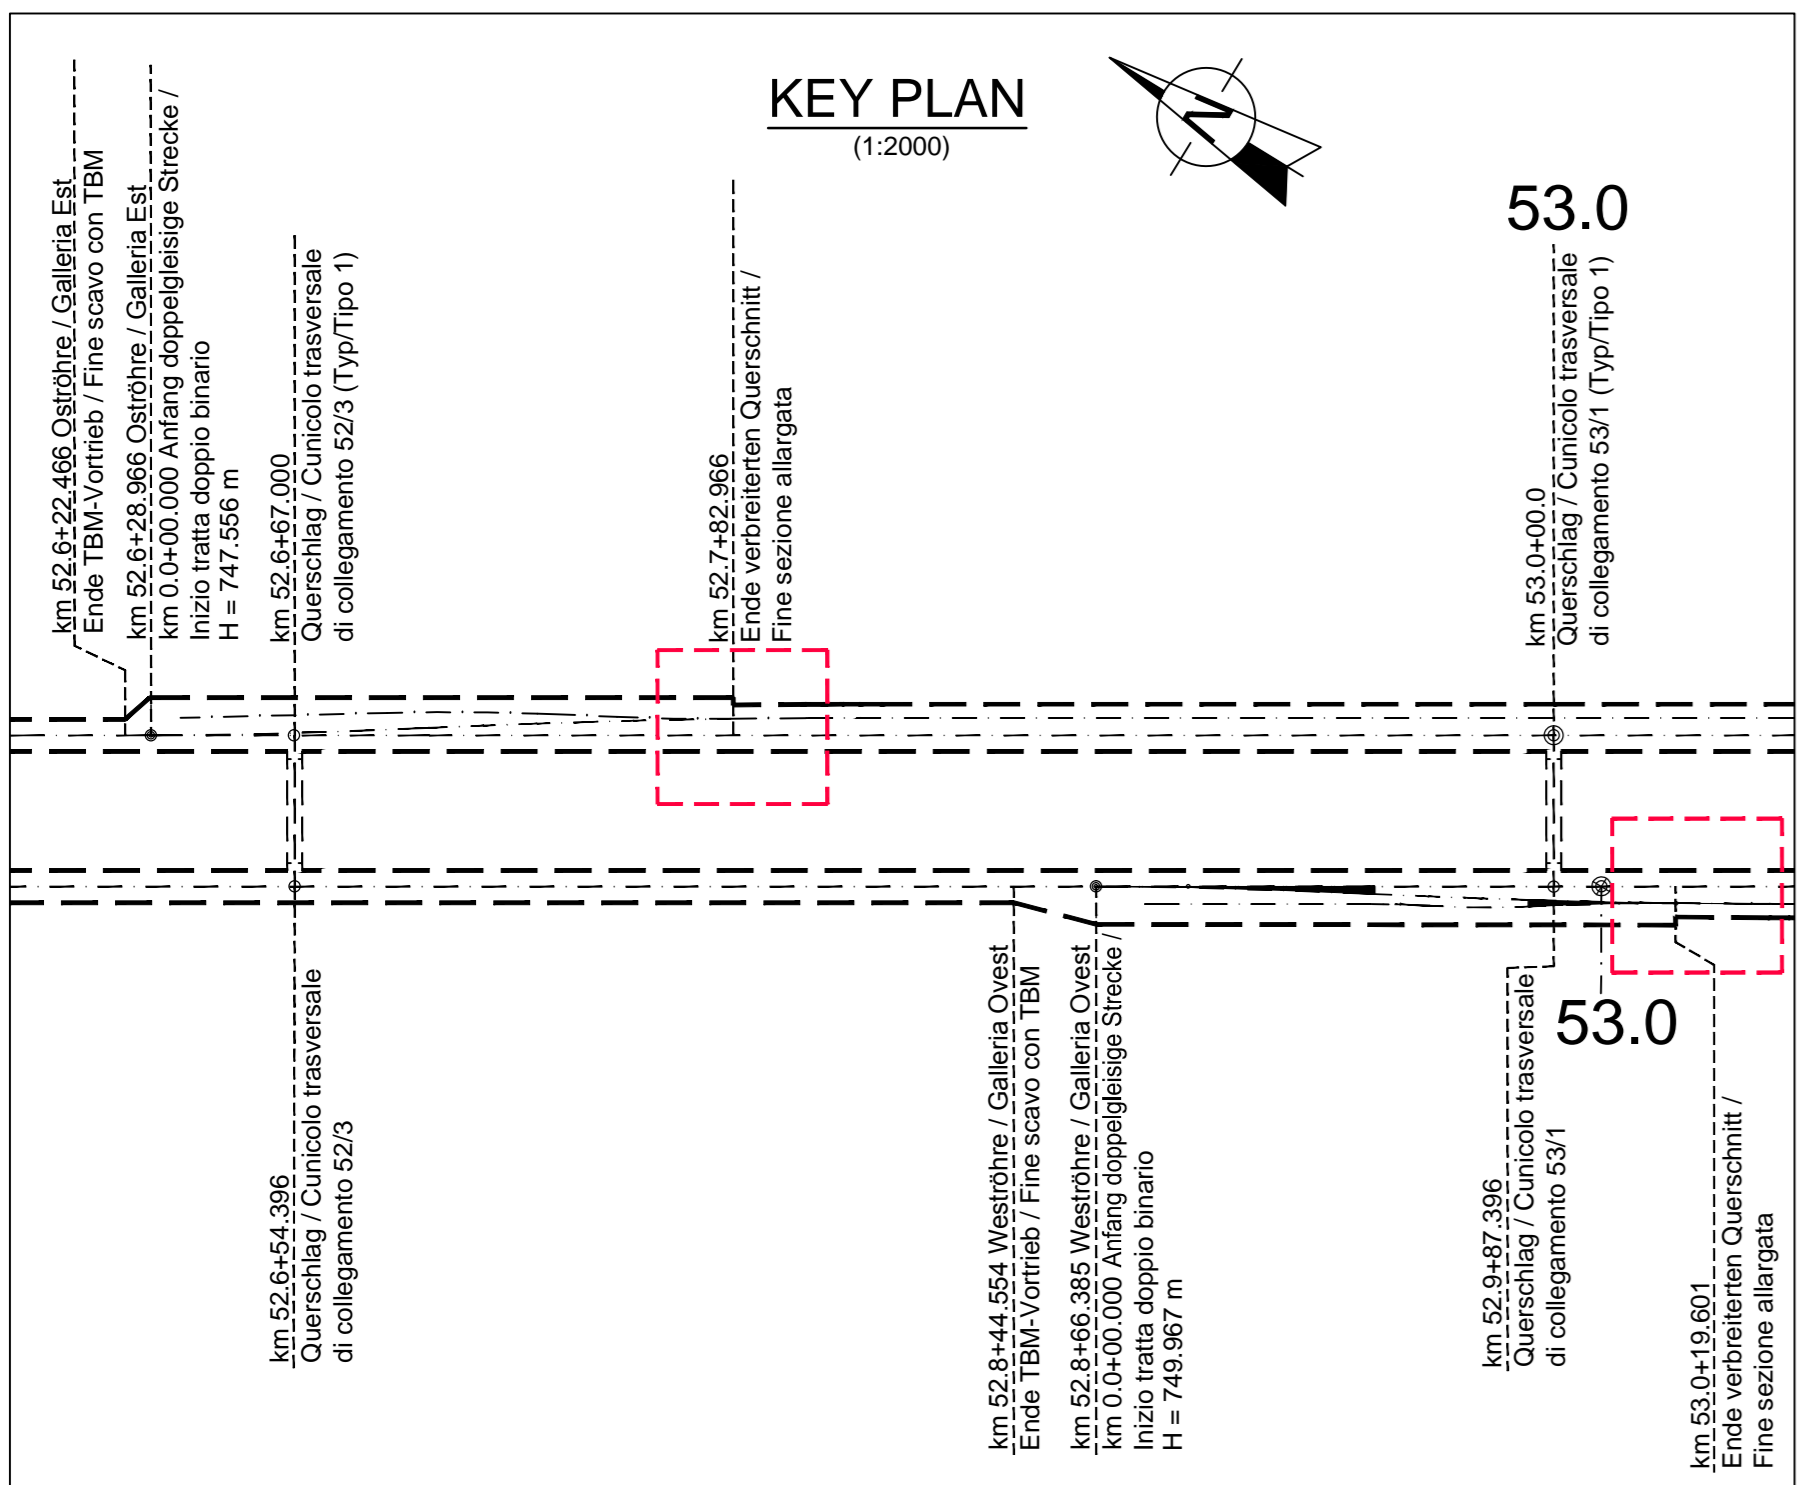 KEY PLAN
(1:2000)
N
53.0
km 52.6+22.466 Oströhre / Galleria Est
Ende TBM-Vortrieb / Fine scavo con TBM
km 52.6+28.966 Oströhre / Galleria Est
km 0.0+00.000 Anfang doppelgleisige Strecke /
Inizio tratta doppio binario
H = 747.556 m
km 52.6+67.000
Querschlag / Cunicolo trasversale
di collegamento 52/3 (Typ/Tipo 1)
km 52.7+82.966
Ende verbreiterten Querschnitt /
Fine sezione allargata
km 53.0+00.0
Querschlag / Cunicolo trasversale
di collegamento 53/1 (Typ/Tipo 1)
km 52.6+54.396
Querschlag / Cunicolo trasversale
di collegamento 52/3
km 52.8+44.554 Weströhre / Galleria Ovest
Ende TBM-Vortrieb / Fine scavo con TBM
km 52.8+66.385 Weströhre / Galleria Ovest
km 0.0+00.000 Anfang doppelgleisige Strecke /
Inizio tratta doppio binario
H = 749.967 m
km 52.9+87.396
Querschlag / Cunicolo trasversale
di collegamento 53/1
53.0
km 53.0+19.601
Ende verbreiterten Querschnitt /
Fine sezione allargata